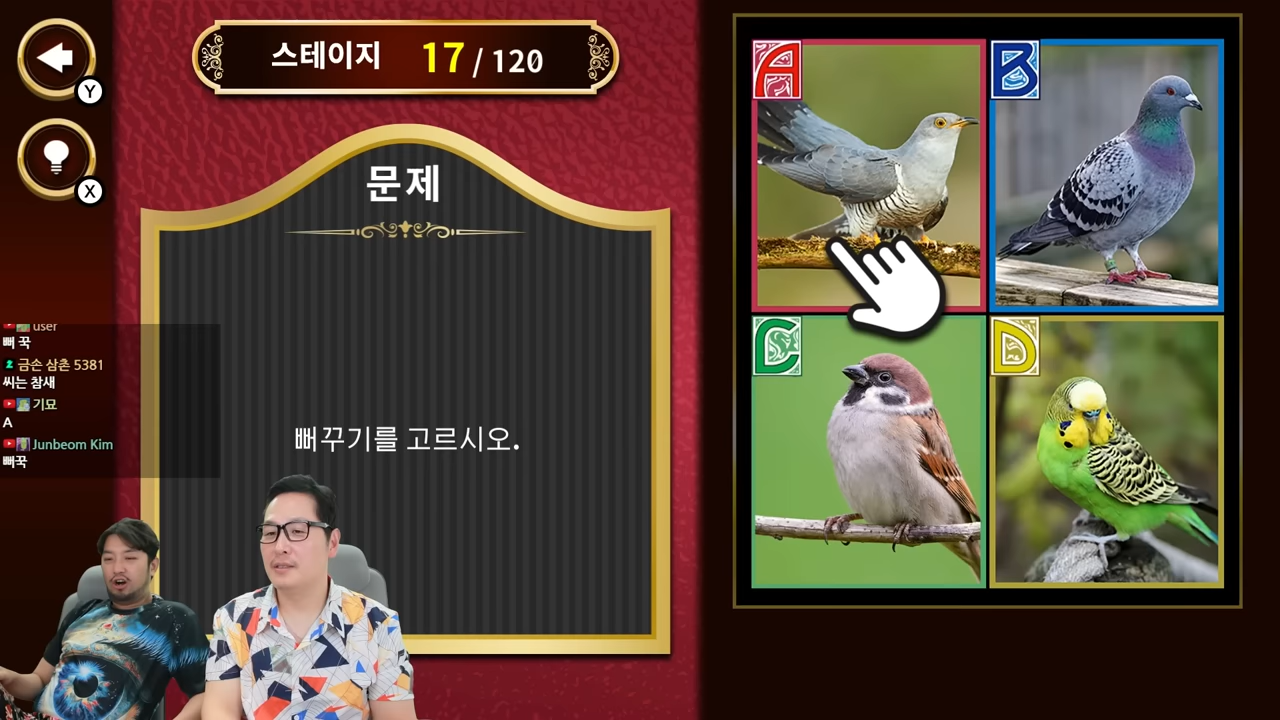 스테이지 17 / 120
Y
X
문제
뻐꾸기를 고르시오.
A
B
C
D
user
뻐 꾹
금손 삼촌 5381
씨는 참새
기묘
A
Junbeom Kim
뻐꾹